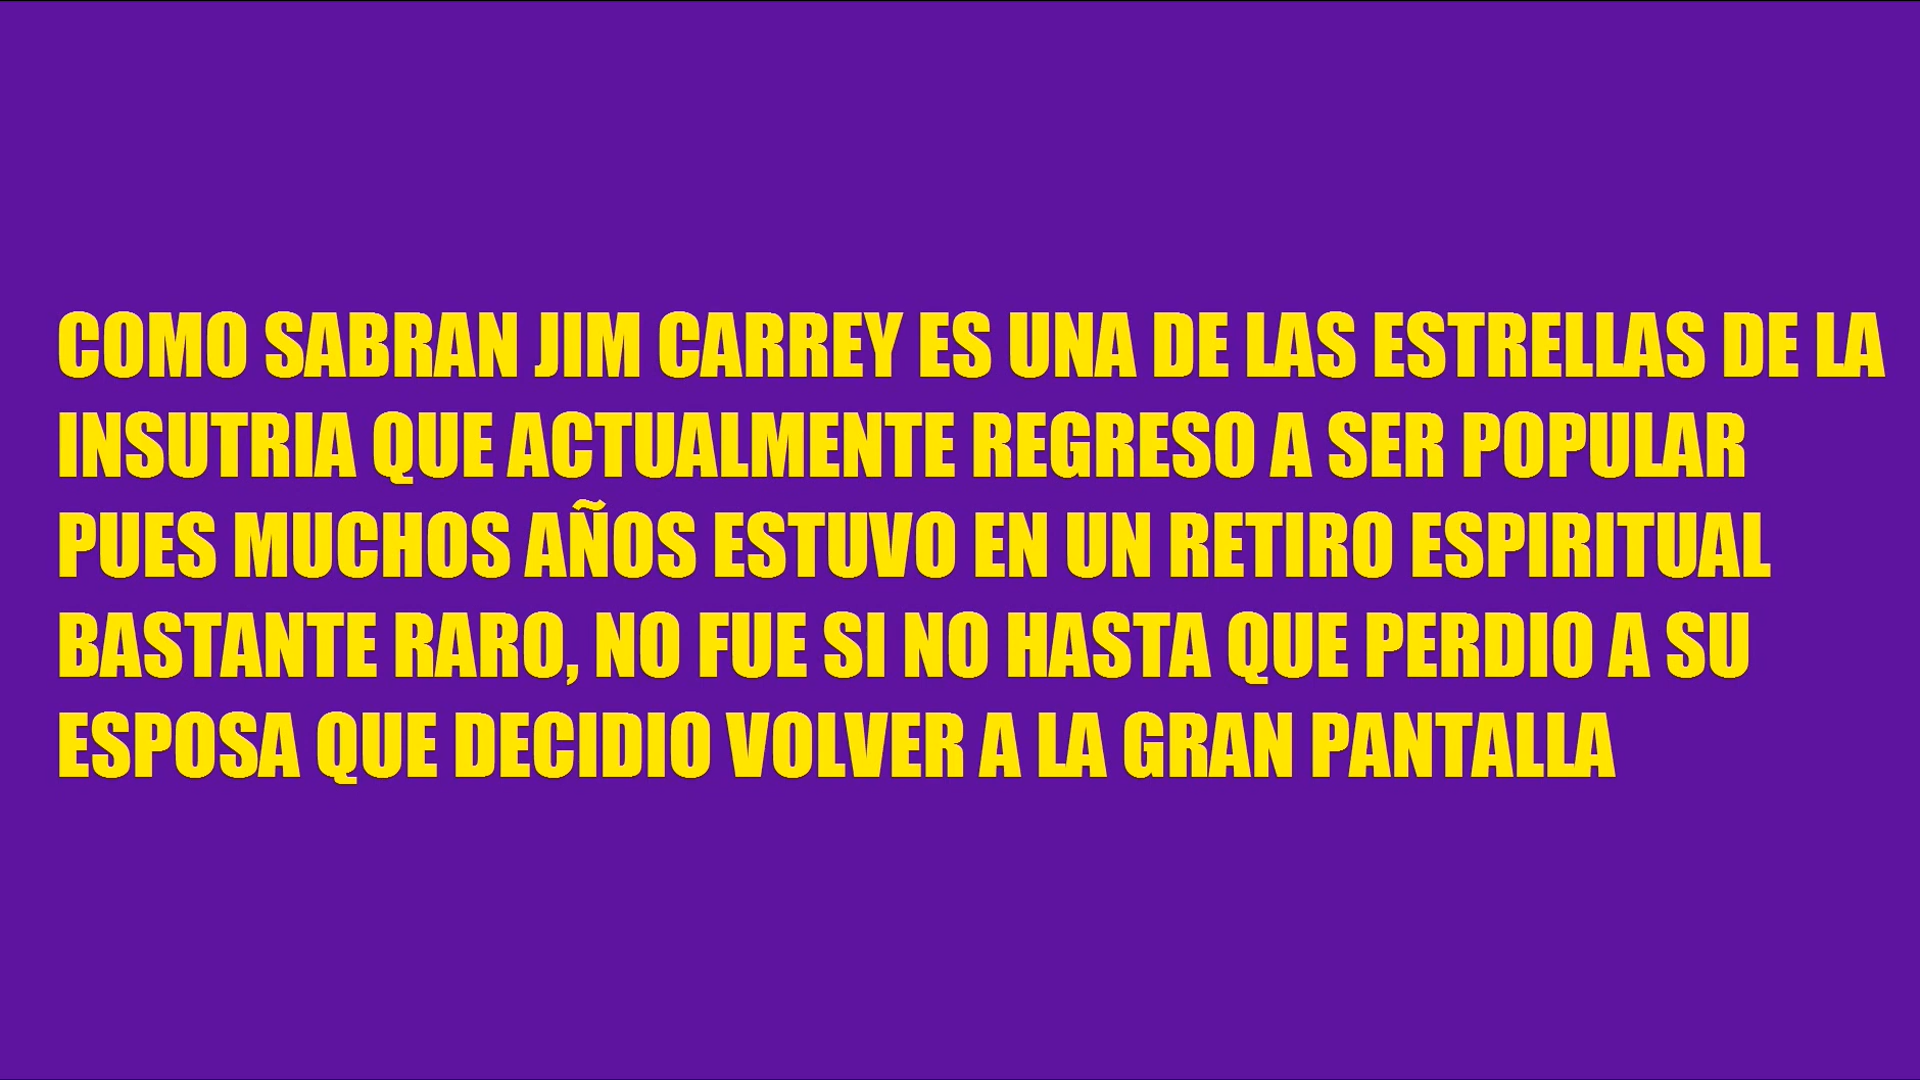 COMO SABRAN JIM CARREY ES UNA DE LAS ESTRELLAS DE LA
INSUTRIA QUE ACTUALMENTE REGRESO A SER POPULAR
PUES MUCHOS AÑOS ESTUVO EN UN RETIRO ESPIRITUAL
BASTANTE RARO, NO FUE SI NO HASTA QUE PERDIO A SU
ESPOSA QUE DECIDIO VOLVER A LA GRAN PANTALLA